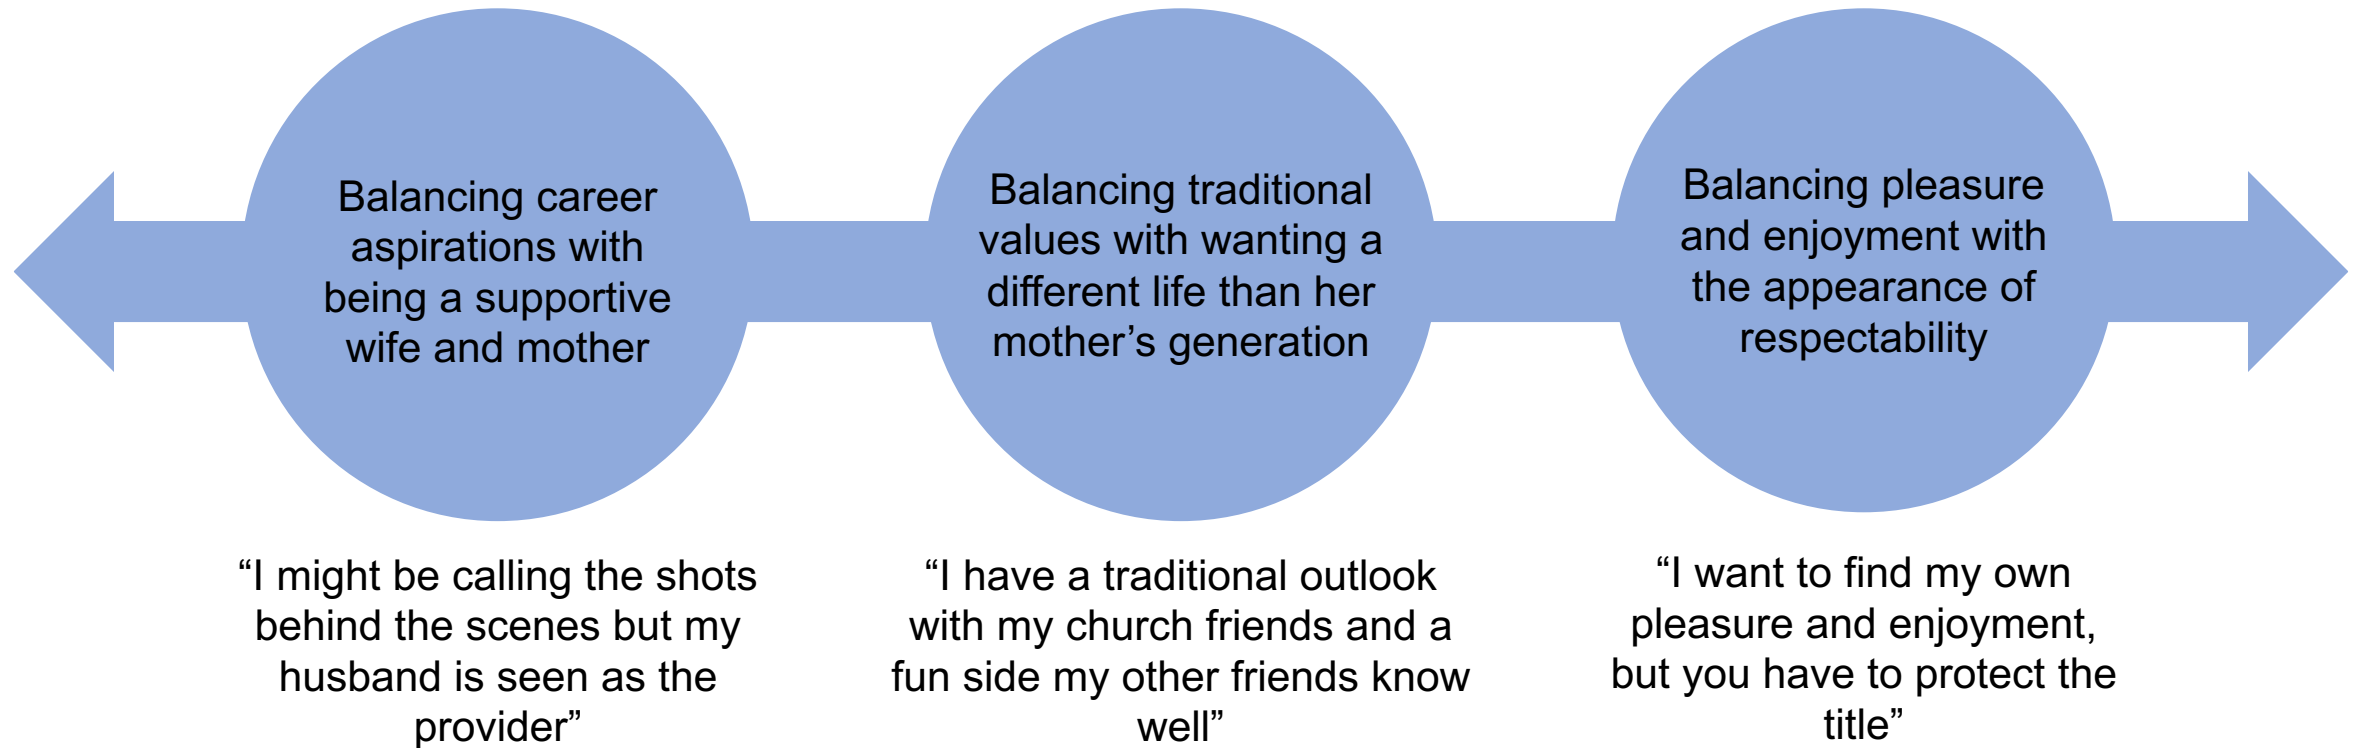 Balancing career
aspirations with
being a supportive
wife and mother
Balancing traditional
values with wanting a
different life than her
mother’s generation
Balancing pleasure
and enjoyment with
the appearance of
respectability
“I might be calling the shots
behind the scenes but my
husband is seen as the
provider”
“I have a traditional outlook
with my church friends and a
fun side my other friends know
well”
“I want to find my own
pleasure and enjoyment,
but you have to protect the
title”